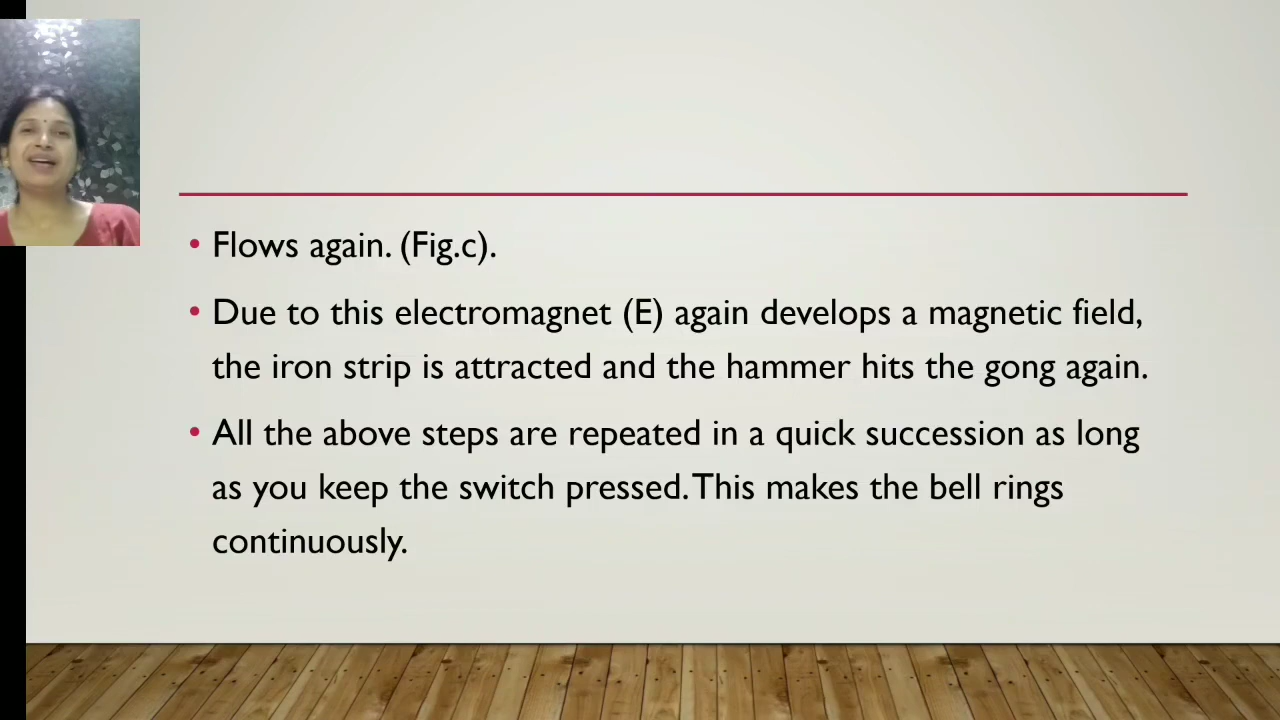 • Flows again. (Fig.c).
• Due to this electromagnet (E) again develops a magnetic field,
the iron strip is attracted and the hammer hits the gong again.
• All the above steps are repeated in a quick succession as long
as you keep the switch pressed. This makes the bell rings
continuously.